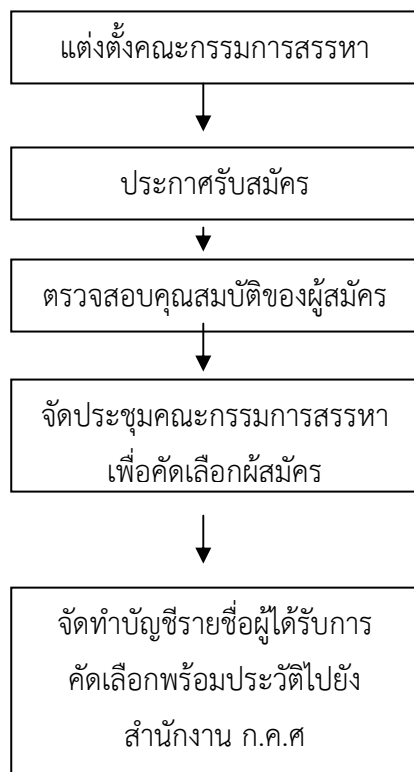 แต่งตั้งคณะกรรมการสรรหา
ประกาศรับสมัคร
ตรวจสอบคุณสมบัติของผู้สมัคร
จัดประชุมคณะกรรมการสรรหา
เพื่อคัดเลือกผ้สมัคร
จัดทำบัญชีรายชื่อผู้ได้รับการ
คัดเลือกพร้อมประวัติไปยัง
สำนักงาน ก.ค.ศ